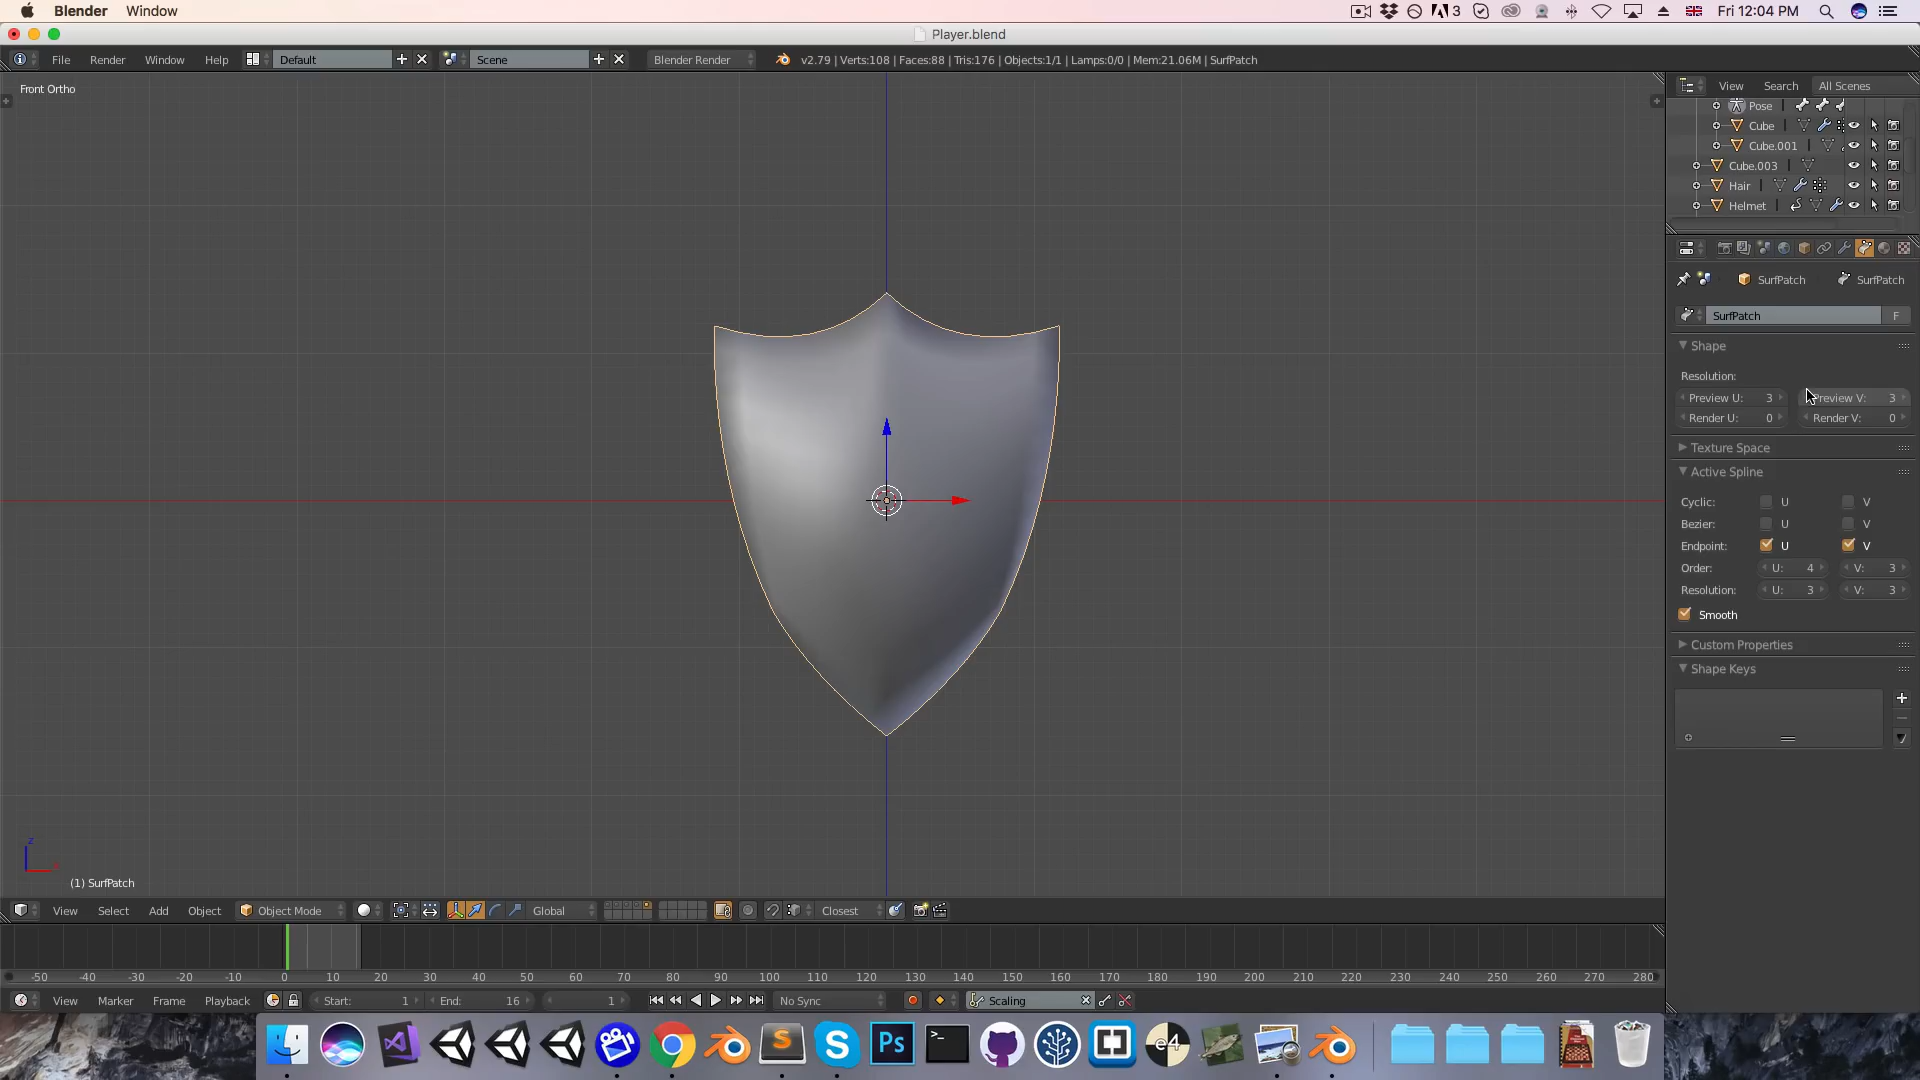 Blender Window 3 Fri 12:04 PM
Player.blend
File Render Window Help Default Scene Blender Render v2.79 | Verts:108 | Faces:88 | Tris:176 | Objects:1/1 | Lamps:0/0 | Mem:21.06M | SurfPatch
Front Ortho
View Search All Scenes
Pose
Cube
Cube.001
Cube.003
Hair
Helmet
SurfPatch SurfPatch
SurfPatch F
Shape
Resolution:
Preview U: 3 Preview V: 3
Render U: 0 Render V: 0
Texture Space
Active Spline
Cyclic: U V
Bezier: U V
Endpoint: U V
Order: U: 4 V: 3
Resolution: U: 3 V: 3
Smooth
Custom Properties
Shape Keys
z
(1) SurfPatch
View Select Add Object Object Mode Global Closest
-50 -40 -30 -20 -10 0 10 20 30 40 50 60 70 80 90 100 110 120 130 140 150 160 170 180 190 200 210 220 230 240 250 260 270 280
View Marker Frame Playback Start: 1 End: 16 1 No Sync Scaling
S S Ps >_ e4